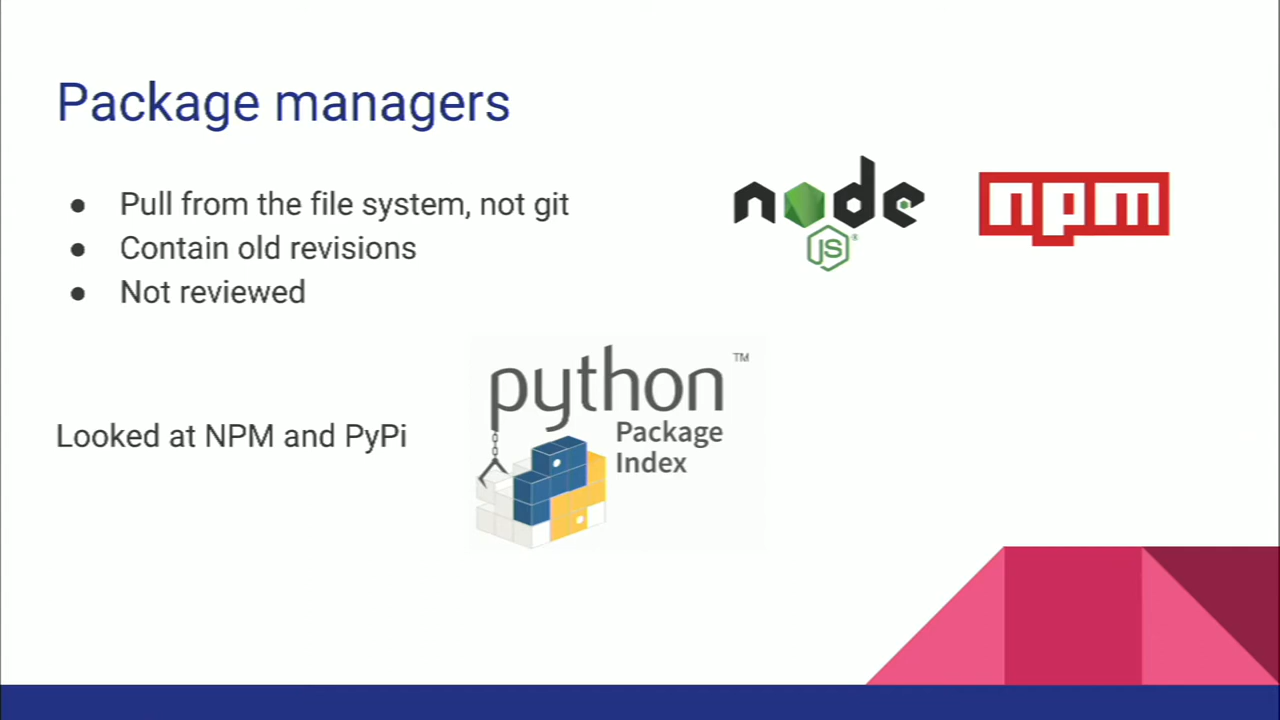 Package managers
● Pull from the file system, not git
● Contain old revisions
● Not reviewed
node
JS®
npm
python™
Package
Index
Looked at NPM and PyPi